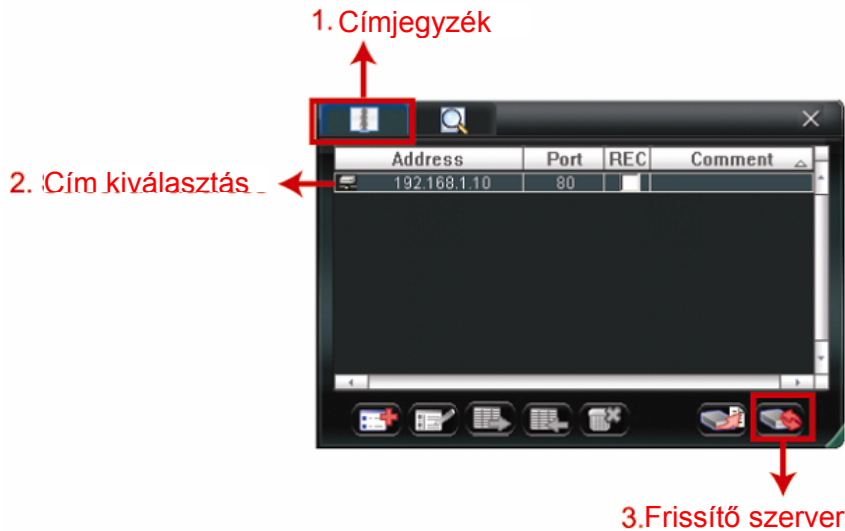 1. Címjegyzék
Address Port REC Comment
2. Cím kiválasztás
192.168.1.10 80
3.Frissítő szerver